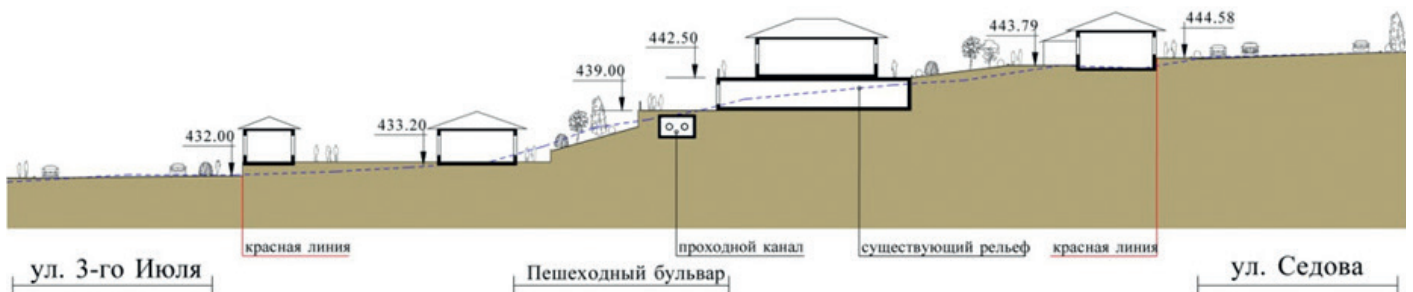 444.58
443.79
442.50
439.00
433.20
432.00
красная линия
проходной канал
существующий рельеф
красная линия
ул. 3-го Июля
Пешеходный бульвар
ул. Седова